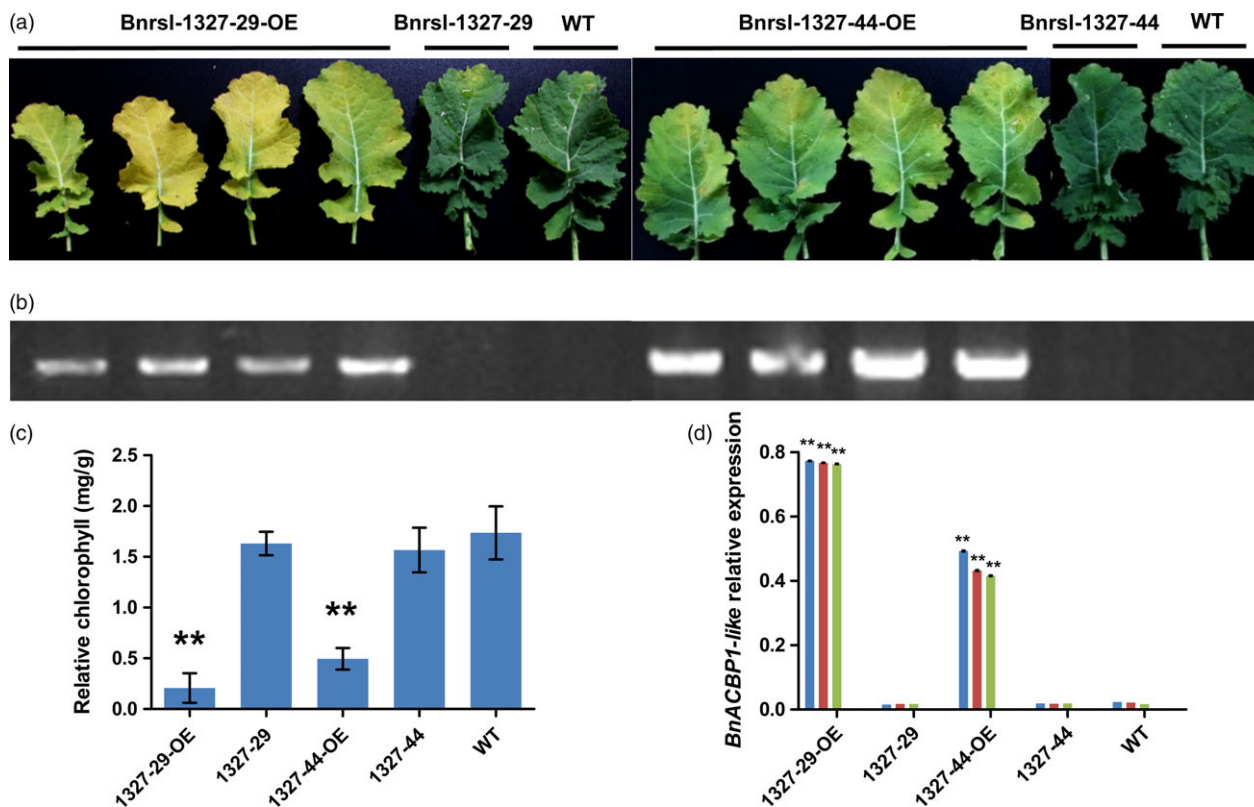 (a)
Bnrsl-1327-29-OE Bnrsl-1327-29 WT Bnrsl-1327-44-OE Bnrsl-1327-44 WT
(b)
(c)
Relative chlorophyll (mg/g)
2.5
2.0
1.5
1.0
0.5
0.0
** **
1327-29-OE 1327-29 1327-44-OE 1327-44 WT
(d)
BnACBP1-like relative expression
0.8
0.6
0.4
0.2
0.0
** ** **
** ** **
1327-29-OE 1327-29 1327-44-OE 1327-44 WT